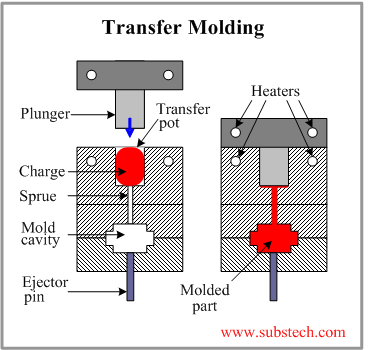 Transfer Molding
Plunger
Transfer
pot
Heaters
Charge
Sprue
Mold
cavity
Ejector
pin
Molded
part
www.substech.com